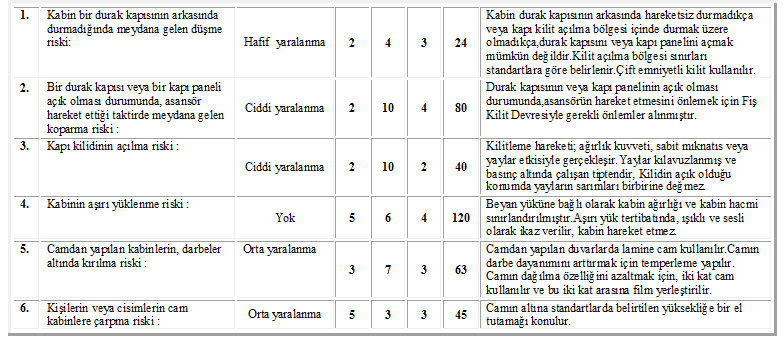 1. Kabin bir durak kapısının arkasında
durmadığında meydana gelen düşme
riski:
Hafif yaralanma 2 4 3 24
Kabin durak kapısının arkasında hareketsiz durmadıkça
veya kapı kilit açılma bölgesi içinde durmak üzere
olmadıkça,durak kapısını veya kapı panelini açmak
mümkün değildir.Kilit açılma bölgesi sınırları
standartlara göre belirlenir.Çift emniyetli kilit kullanılır.
2. Bir durak kapısı veya bir kapı paneli
açık olması durumunda, asansör
hareket ettiği taktirde meydana gelen
koparma riski :
Ciddi yaralanma 2 10 4 80
Durak kapısının veya kapı panelinin açık olması
durumunda,asansörün hareket etmesini önlemek için Fiş
Kilit Devresiyle gerekli önlemler alınmıştır.
3. Kapı kilidinin açılma riski :
Ciddi yaralanma 2 10 2 40
Kilitleme hareketi; ağırlık kuvveti, sabit mıknatıs veya
yaylar etkisiyle gerçekleşir. Yaylar kılavuzlanmış ve
basınç altında çalışan tiptendir, Kilidin açık olduğu
konumda yayların sarımları birbirine değmez.
4. Kabinin aşırı yüklenme riski :
Yok 5 6 4 120
Beyan yüküne bağlı olarak kabin ağırlığı ve kabin hacmi
sınırlandırılmıştır.Aşırı yük tertibatında, ışıklı ve sesli
olarak ikaz verilir, kabin hareket etmez.
5. Camdan yapılan kabinlerin, darbeler
altında kırılma riski :
Orta yaralanma 3 7 3 63
Camdan yapılan duvarlarda lamine cam kullanılır.Camın
darbe dayanımını arttırmak için temperleme yapılır.
Camın dağılma özelliğini azaltmak için, iki kat cam
kullanılır ve bu iki kat arasına film yerleştirilir.
6. Kişilerin veya cisimlerin cam
kabinlere çarpma riski :
Orta yaralanma 5 3 3 45
Camın altına standartlarda belirtilen yüksekliğe bir el
tutamağı konulur.